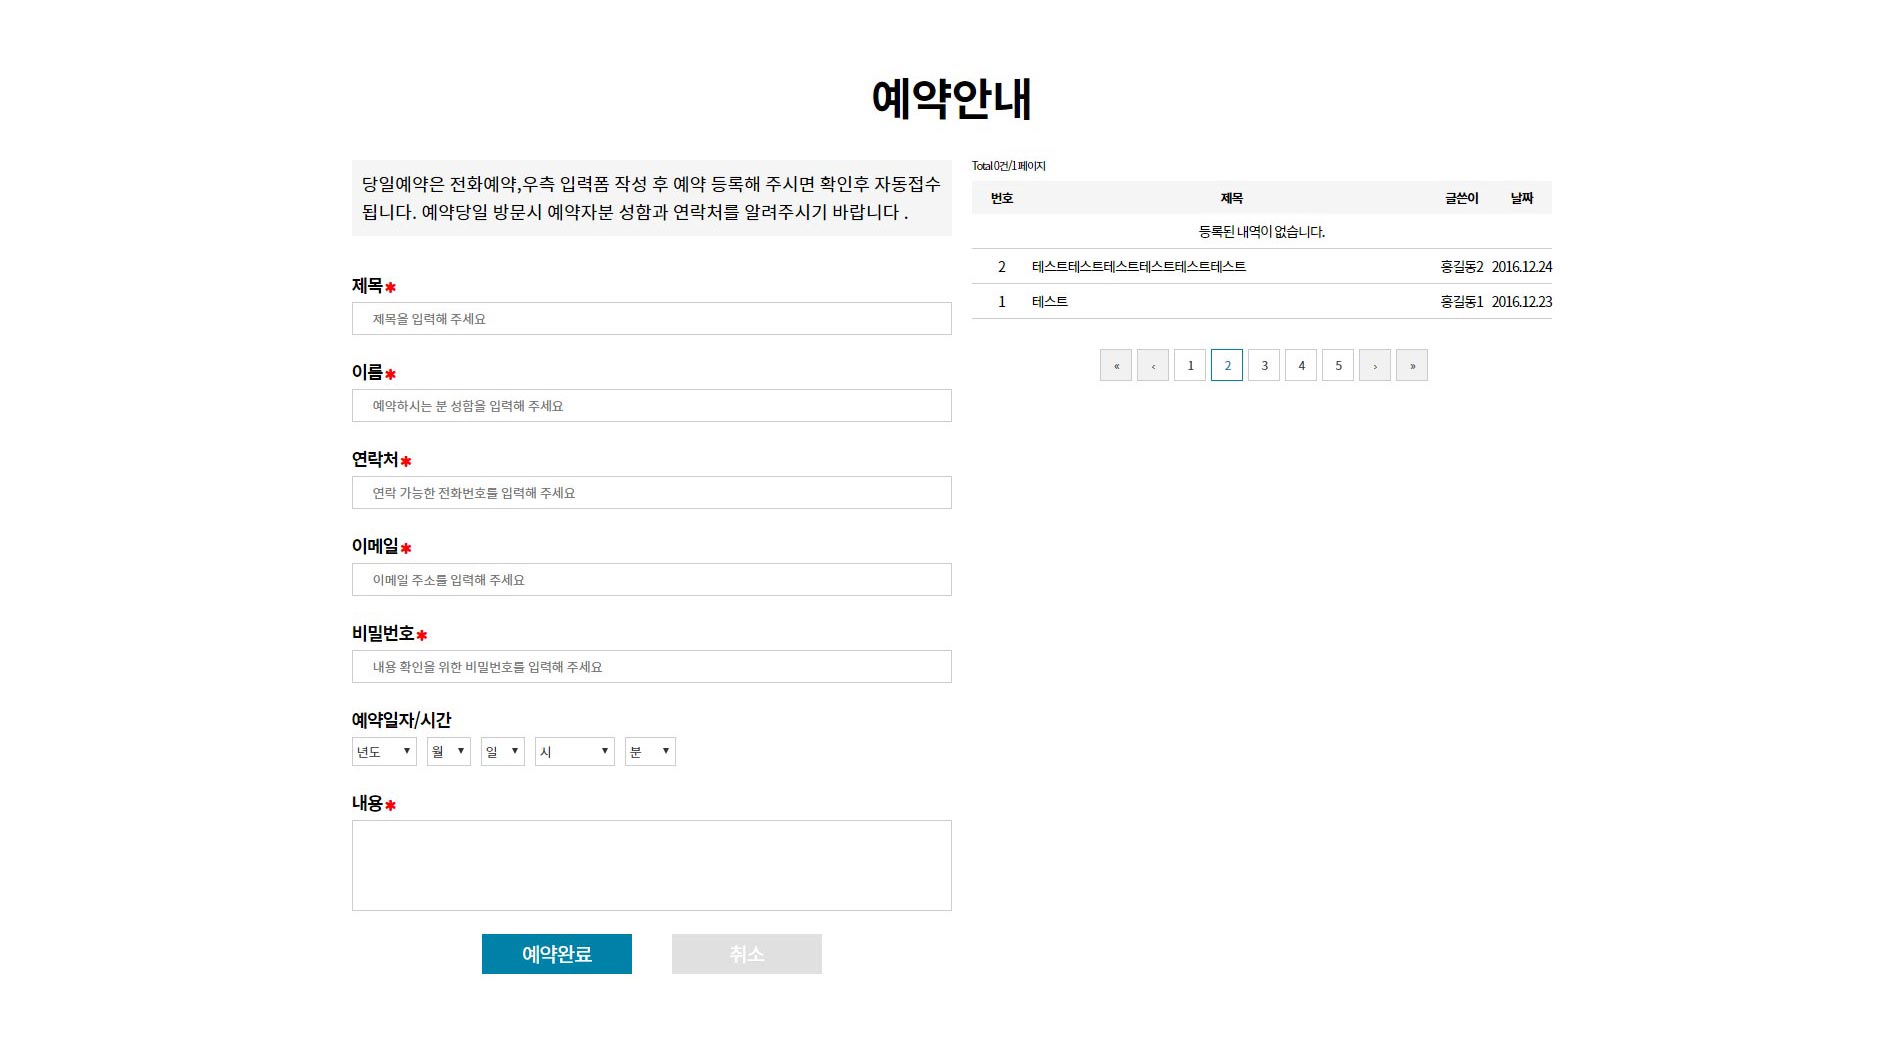 예약안내
당일예약은 전화예약,우측 입력폼 작성 후 예약 등록해 주시면 확인후 자동접수
됩니다. 예약당일 방문시 예약자분 성함과 연락처를 알려주시기 바랍니다 .
제목✱
제목을 입력해 주세요
이름✱
예약하시는 분 성함을 입력해 주세요
연락처✱
연락 가능한 전화번호를 입력해 주세요
이메일✱
이메일 주소를 입력해 주세요
비밀번호✱
내용 확인을 위한 비밀번호를 입력해 주세요
예약일자/시간
년도 ▼ 월 ▼ 일 ▼ 시 ▼ 분 ▼
내용✱
예약완료 취소
Total 0건/1 페이지
번호 제목 글쓴이 날짜
등록된 내역이 없습니다.
2 테스트테스트테스트테스트테스트테스트 홍길동2 2016.12.24
1 테스트 홍길동1 2016.12.23
« ‹ 1 2 3 4 5 › »